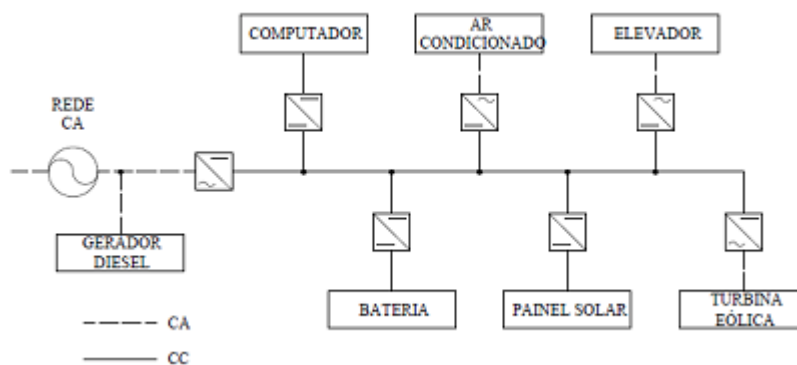 COMPUTADOR
AR
CONDICIONADO
ELEVADOR
REDE
CA
GERADOR
DIESEL
BATERIA
PAINEL SOLAR
TURBINA
EÓLICA
CA
CC